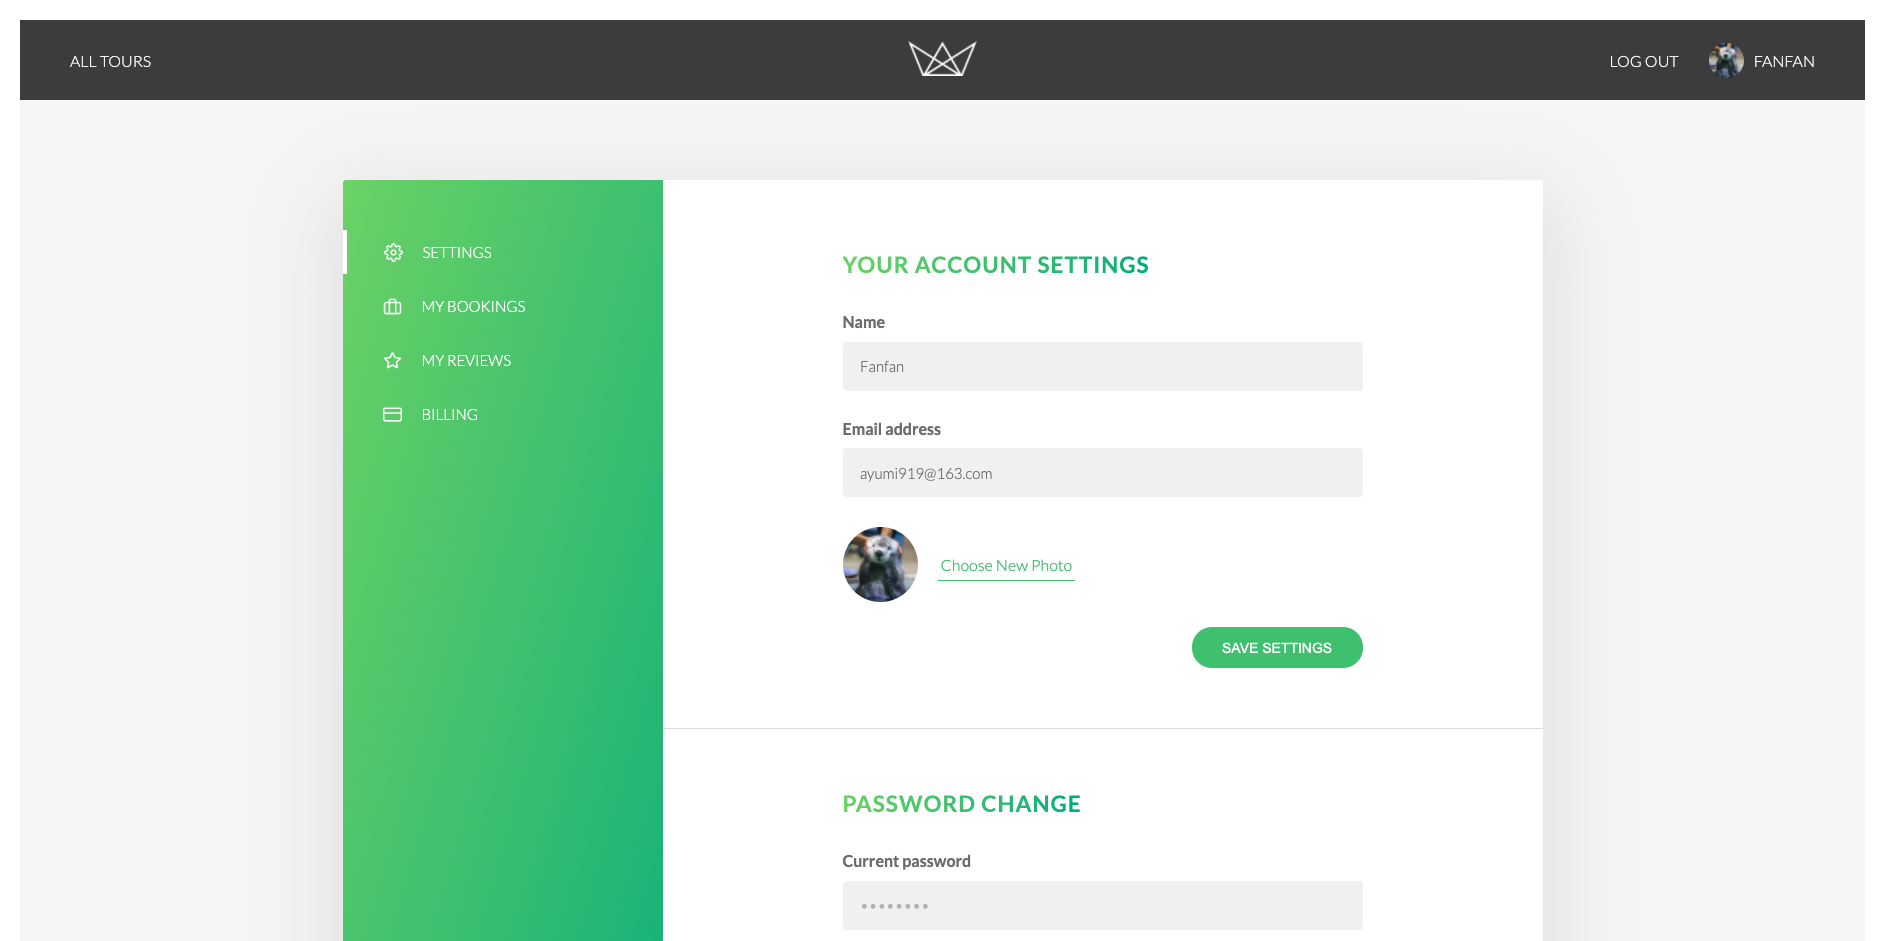 ALL TOURS
LOG OUT
FANFAN
SETTINGS
MY BOOKINGS
MY REVIEWS
BILLING
YOUR ACCOUNT SETTINGS
Name
Fanfan
Email address
ayumi919@163.com
Choose New Photo
SAVE SETTINGS
PASSWORD CHANGE
Current password
••••••••